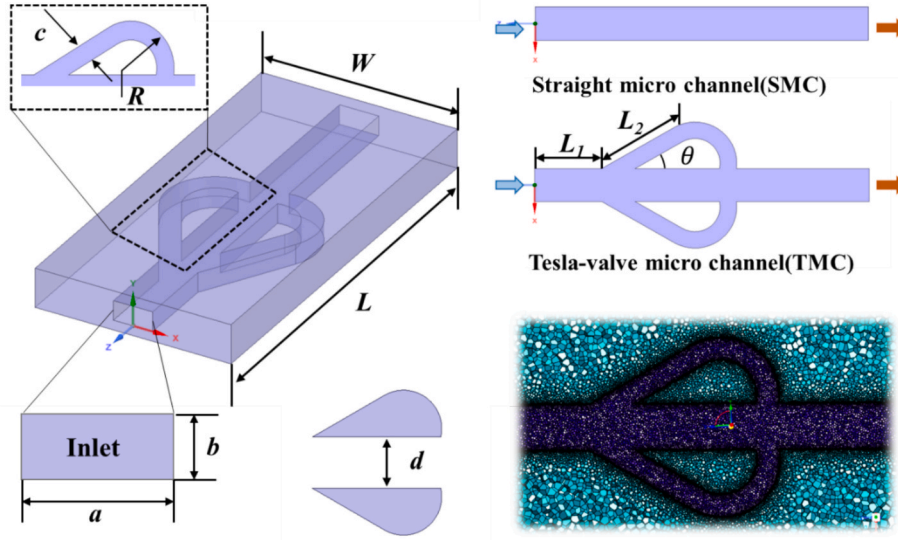 c
R
W
L
Y
X
Z
Inlet
b
a
d
X
Straight micro channel(SMC)
L1
L2
θ
X
Tesla-valve micro channel(TMC)